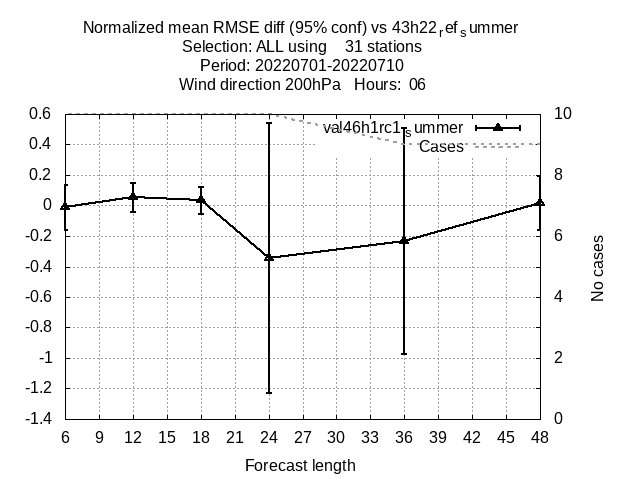 Normalized mean RMSE diff (95% conf) vs 43h22ref summer
Selection: ALL using 31 stations
Period: 20220701-20220710
Wind direction 200hPa Hours: 06
0.6 10
val46h1rc1summer
0.4
Cases
0.2 8
0
-0.2 6
-0.4
No cases
-0.6 4
-0.8
-1 2
-1.2
-1.4 0
6 9 12 15 18 21 24 27 30 33 36 39 42 45 48
Forecast length